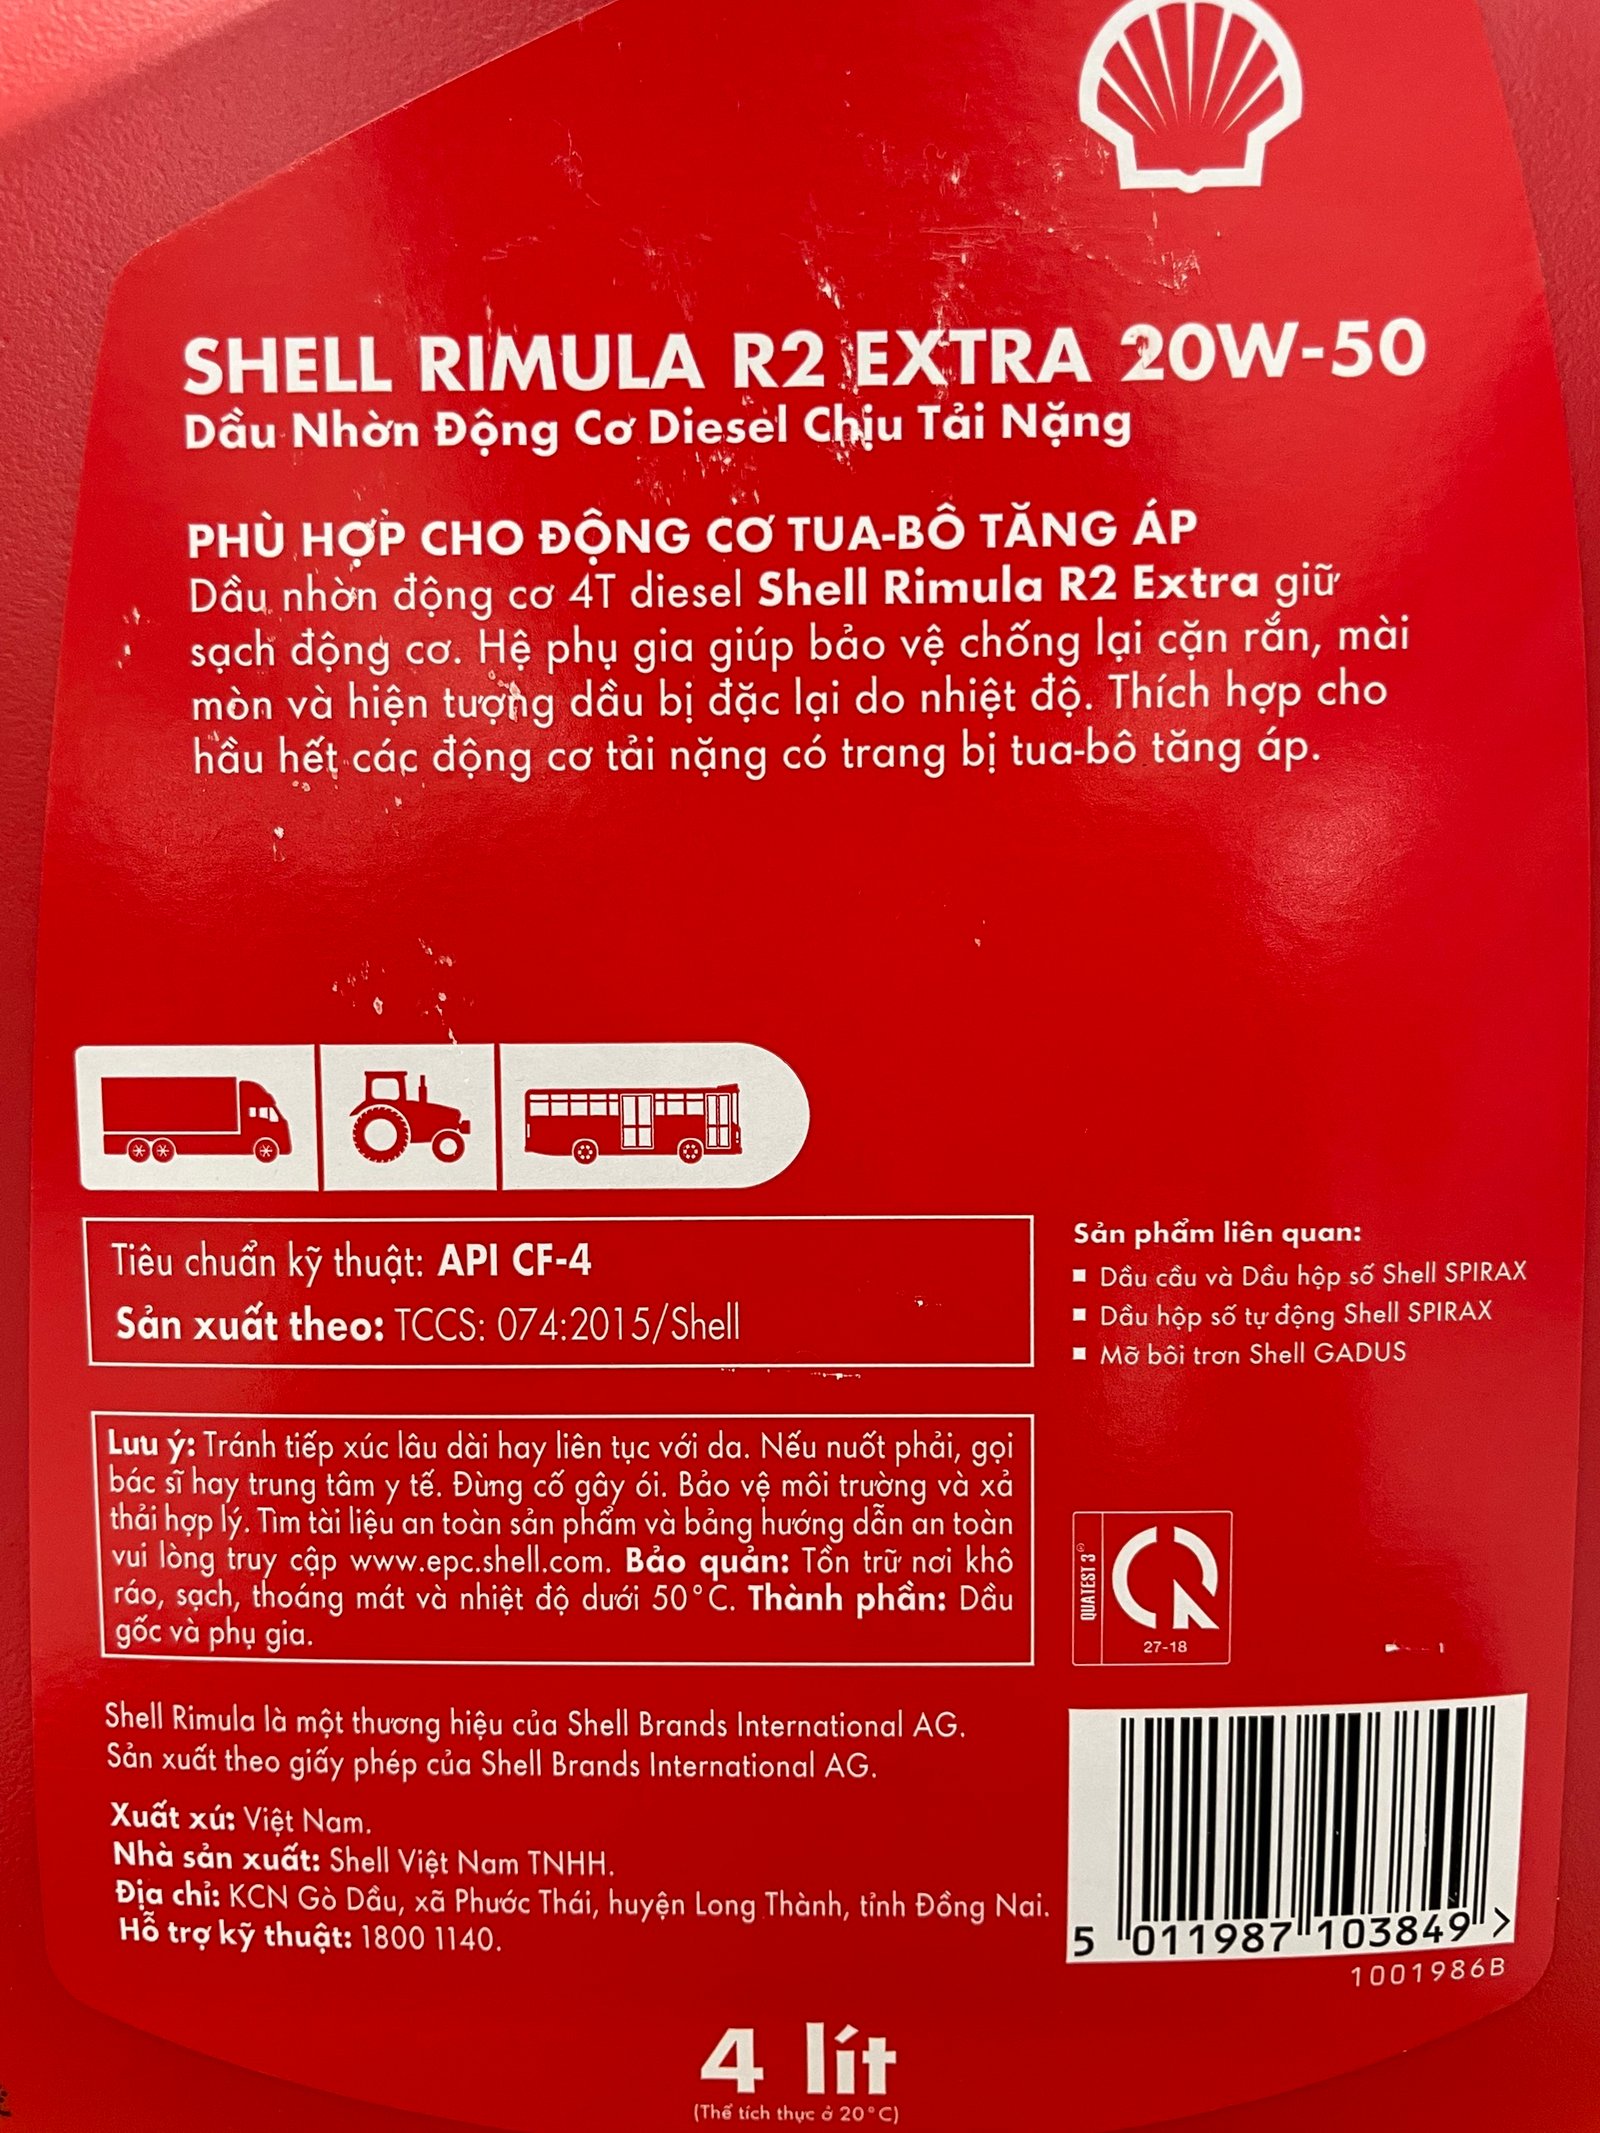 SHELL RIMULA R2 EXTRA 20W-50
Dầu Nhờn Động Cơ Diesel Chịu Tải Nặng
PHÙ HỢP CHO ĐỘNG CƠ TUA-BÔ TĂNG ÁP
Dầu nhờn động cơ 4T diesel Shell Rimula R2 Extra giữ
sạch động cơ. Hệ phụ gia giúp bảo vệ chống lại cặn rắn, mài
mòn và hiện tượng dầu bị đặc lại do nhiệt độ. Thích hợp cho
hầu hết các động cơ tải nặng có trang bị tua-bô tăng áp.
Tiêu chuẩn kỹ thuật: API CF-4
Sản xuất theo: TCCS: 074:2015/Shell
Sản phẩm liên quan:
▪ Dầu cầu và Dầu hộp số Shell SPIRAX
▪ Dầu hộp số tự động Shell SPIRAX
▪ Mỡ bôi trơn Shell GADUS
Lưu ý: Tránh tiếp xúc lâu dài hay liên tục với da. Nếu nuốt phải, gọi
bác sĩ hay trung tâm y tế. Đừng cố gây ói. Bảo vệ môi trường và xả
thải hợp lý. Tìm tài liệu an toàn sản phẩm và bảng hướng dẫn an toàn
vui lòng truy cập www.epc.shell.com. Bảo quản: Tồn trữ nơi khô
ráo, sạch, thoáng mát và nhiệt độ dưới 50°C. Thành phần: Dầu
gốc và phụ gia.
QUATEST 3®
27-18
Shell Rimula là một thương hiệu của Shell Brands International AG.
Sản xuất theo giấy phép của Shell Brands International AG.
Xuất xứ: Việt Nam.
Nhà sản xuất: Shell Việt Nam TNHH.
Địa chỉ: KCN Gò Dầu, xã Phước Thái, huyện Long Thành, tỉnh Đồng Nai.
Hỗ trợ kỹ thuật: 1800 1140.
5 011987 103849 >
1001986B
4 lít
(Thể tích thực ở 20°C)